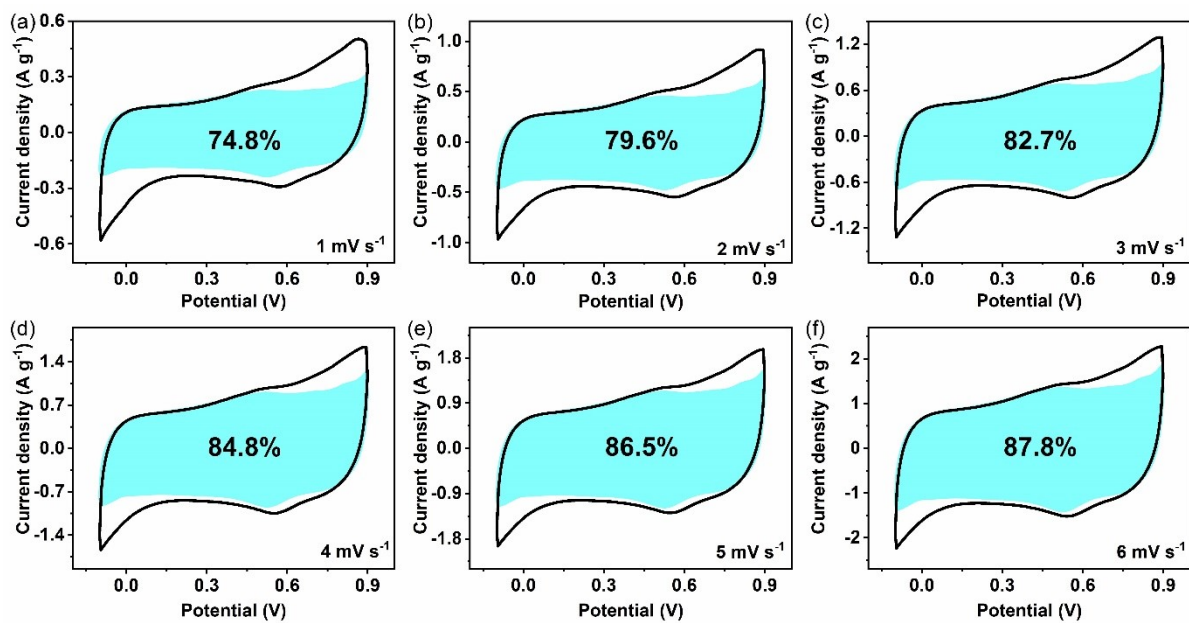 (a)
Current density (A g⁻¹)
0.6
0.3
0.0
-0.3
-0.6
74.8%
1 mV s⁻¹
0.0 0.3 0.6 0.9
Potential (V)
(b)
Current density (A g⁻¹)
1.0
0.5
0.0
-0.5
-1.0
79.6%
2 mV s⁻¹
0.0 0.3 0.6 0.9
Potential (V)
(c)
Current density (A g⁻¹)
1.2
0.6
0.0
-0.6
-1.2
82.7%
3 mV s⁻¹
0.0 0.3 0.6 0.9
Potential (V)
(d)
Current density (A g⁻¹)
1.4
0.7
0.0
-0.7
-1.4
84.8%
4 mV s⁻¹
0.0 0.3 0.6 0.9
Potential (V)
(e)
Current density (A g⁻¹)
1.8
0.9
0.0
-0.9
-1.8
86.5%
5 mV s⁻¹
0.0 0.3 0.6 0.9
Potential (V)
(f)
Current density (A g⁻¹)
2
1
0
-1
-2
87.8%
6 mV s⁻¹
0.0 0.3 0.6 0.9
Potential (V)